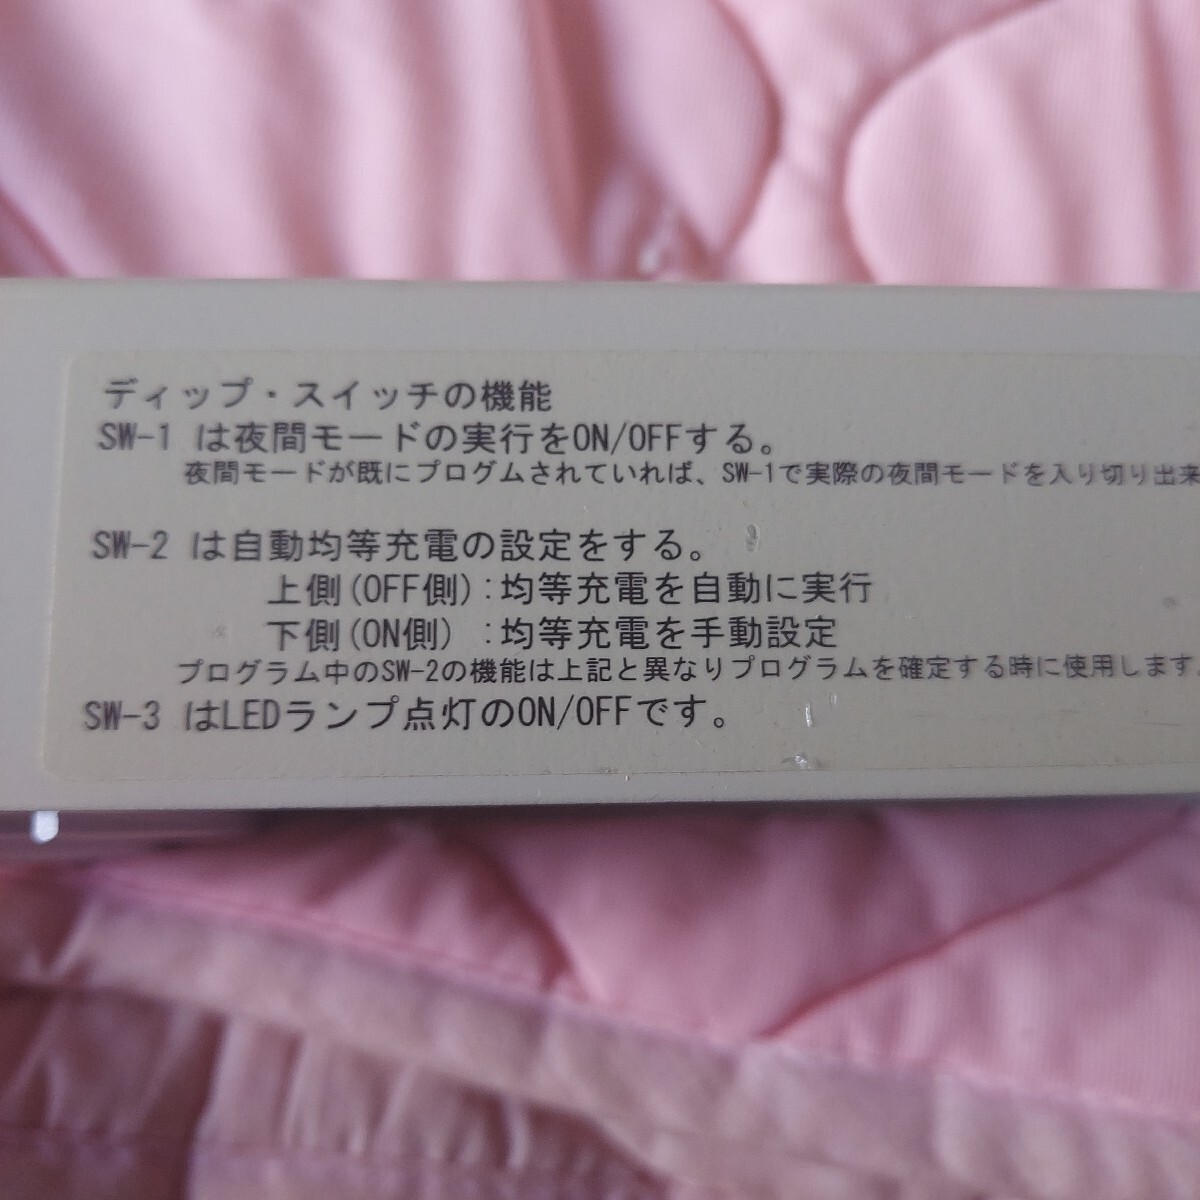 ディップ・スイッチの機能
SW-1 は夜間モードの実行をON/OFFする。
夜間モードが既にプログムされていれば、SW-1で実際の夜間モードを入り切り出来
SW-2 は自動均等充電の設定をする。
上側(OFF側):均等充電を自動に実行
下側(ON側) :均等充電を手動設定
プログラム中のSW-2の機能は上記と異なりプログラムを確定する時に使用します。
SW-3 はLEDランプ点灯のON/OFFです。